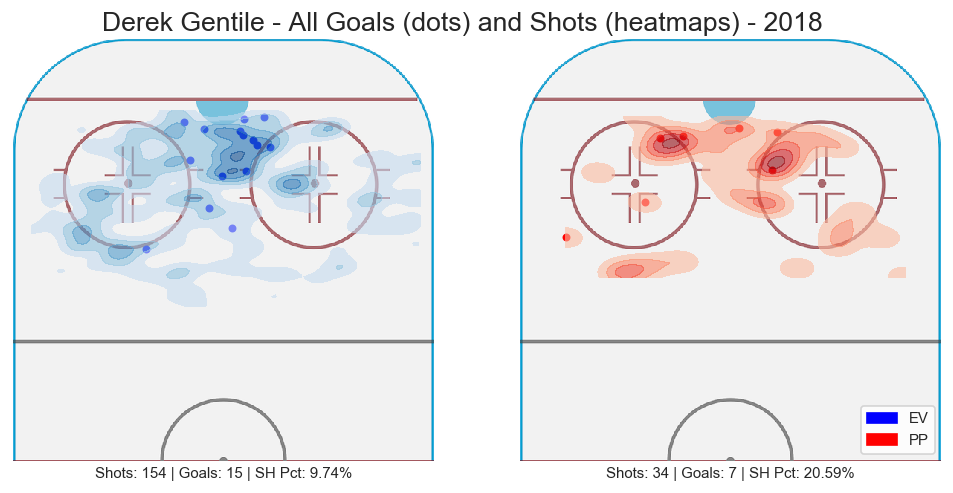 Derek Gentile - All Goals (dots) and Shots (heatmaps) - 2018
EV
PP
Shots: 154 | Goals: 15 | SH Pct: 9.74%
Shots: 34 | Goals: 7 | SH Pct: 20.59%